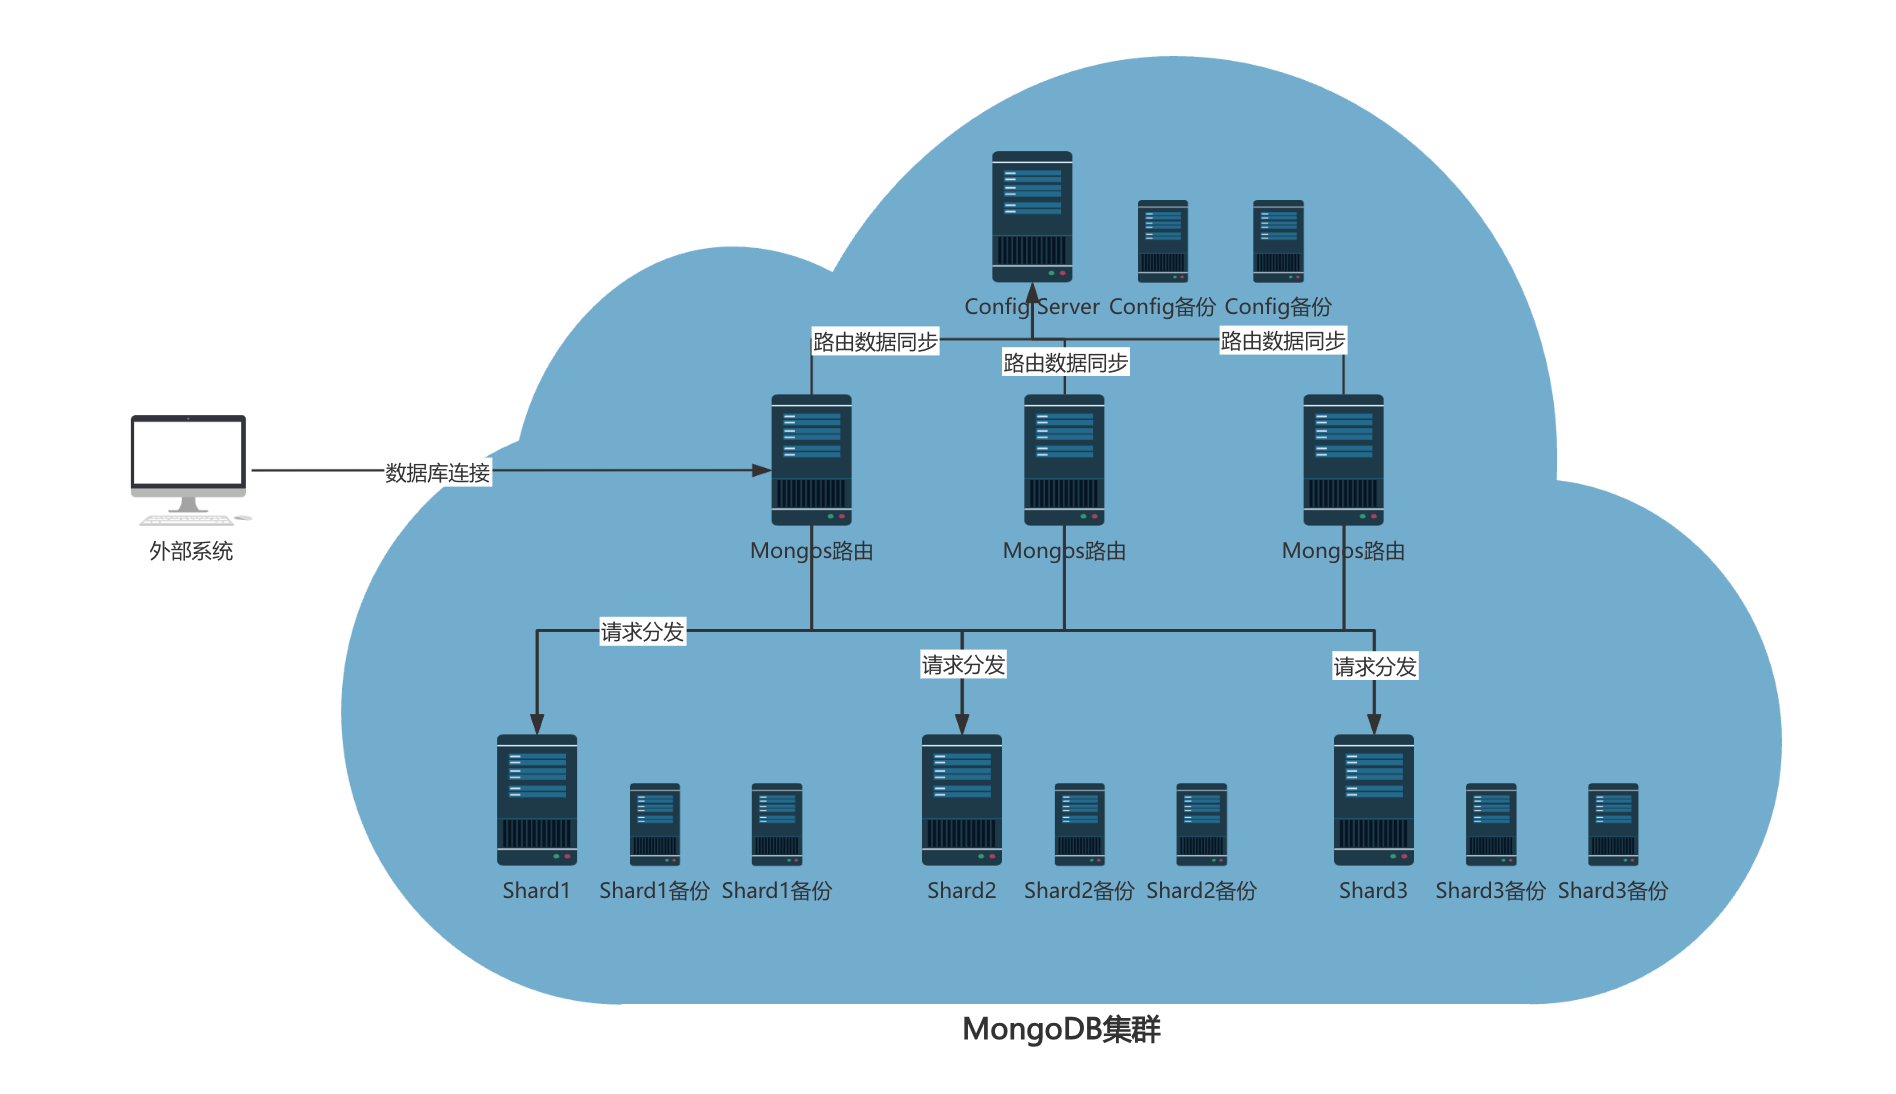 Config Server
Config备份
Config备份
路由数据同步
路由数据同步
路由数据同步
数据库连接
外部系统
Mongos路由
Mongos路由
Mongos路由
请求分发
请求分发
请求分发
Shard1
Shard1备份
Shard1备份
Shard2
Shard2备份
Shard2备份
Shard3
Shard3备份
Shard3备份
MongoDB集群